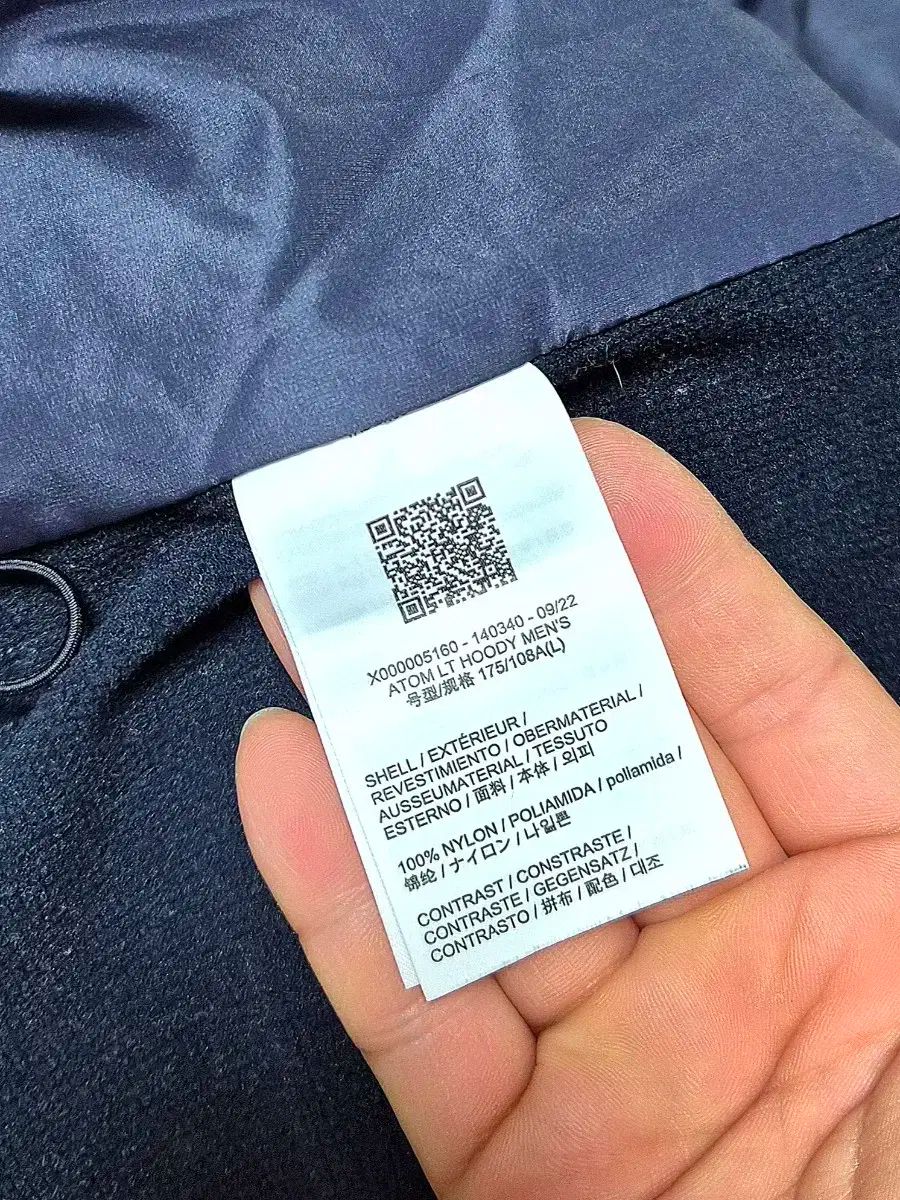 X000005160 - 140340 - 09/22
ATOM LT HOODY MEN'S
号型/规格 175/108A(L)
SHELL / EXTÉRIEUR /
REVESTIMIENTO / OBERMATERIAL /
AUSSEUMATERIAL / TESSUTO
ESTERNO / 面料 / 本体 / 외피
100% NYLON / POLIAMIDA / poliamida /
锦纶 / ナイロン / 나일론
CONTRAST / CONSTRASTE /
CONTRASTE / GEGENSATZ /
CONTRASTO / 拼布 / 配色 / 대조